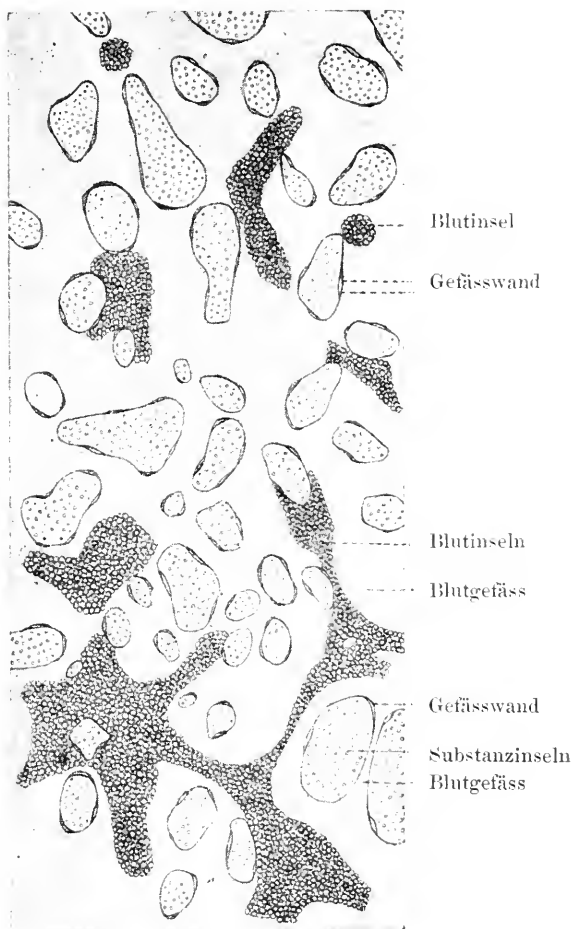 Blutinsel
Gefässwand
Blutinseln
Blutgefäss
Gefässwand
Substanzinseln
Blutgefäss